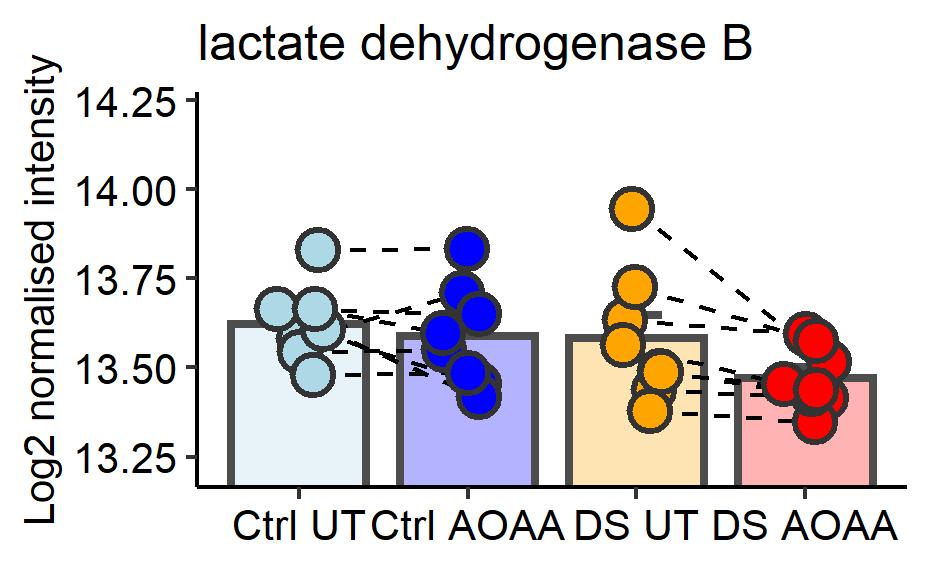 lactate dehydrogenase B
Log2 normalised intensity
14.25
14.00
13.75
13.50
13.25
Ctrl UT Ctrl AOAA DS UT DS AOAA